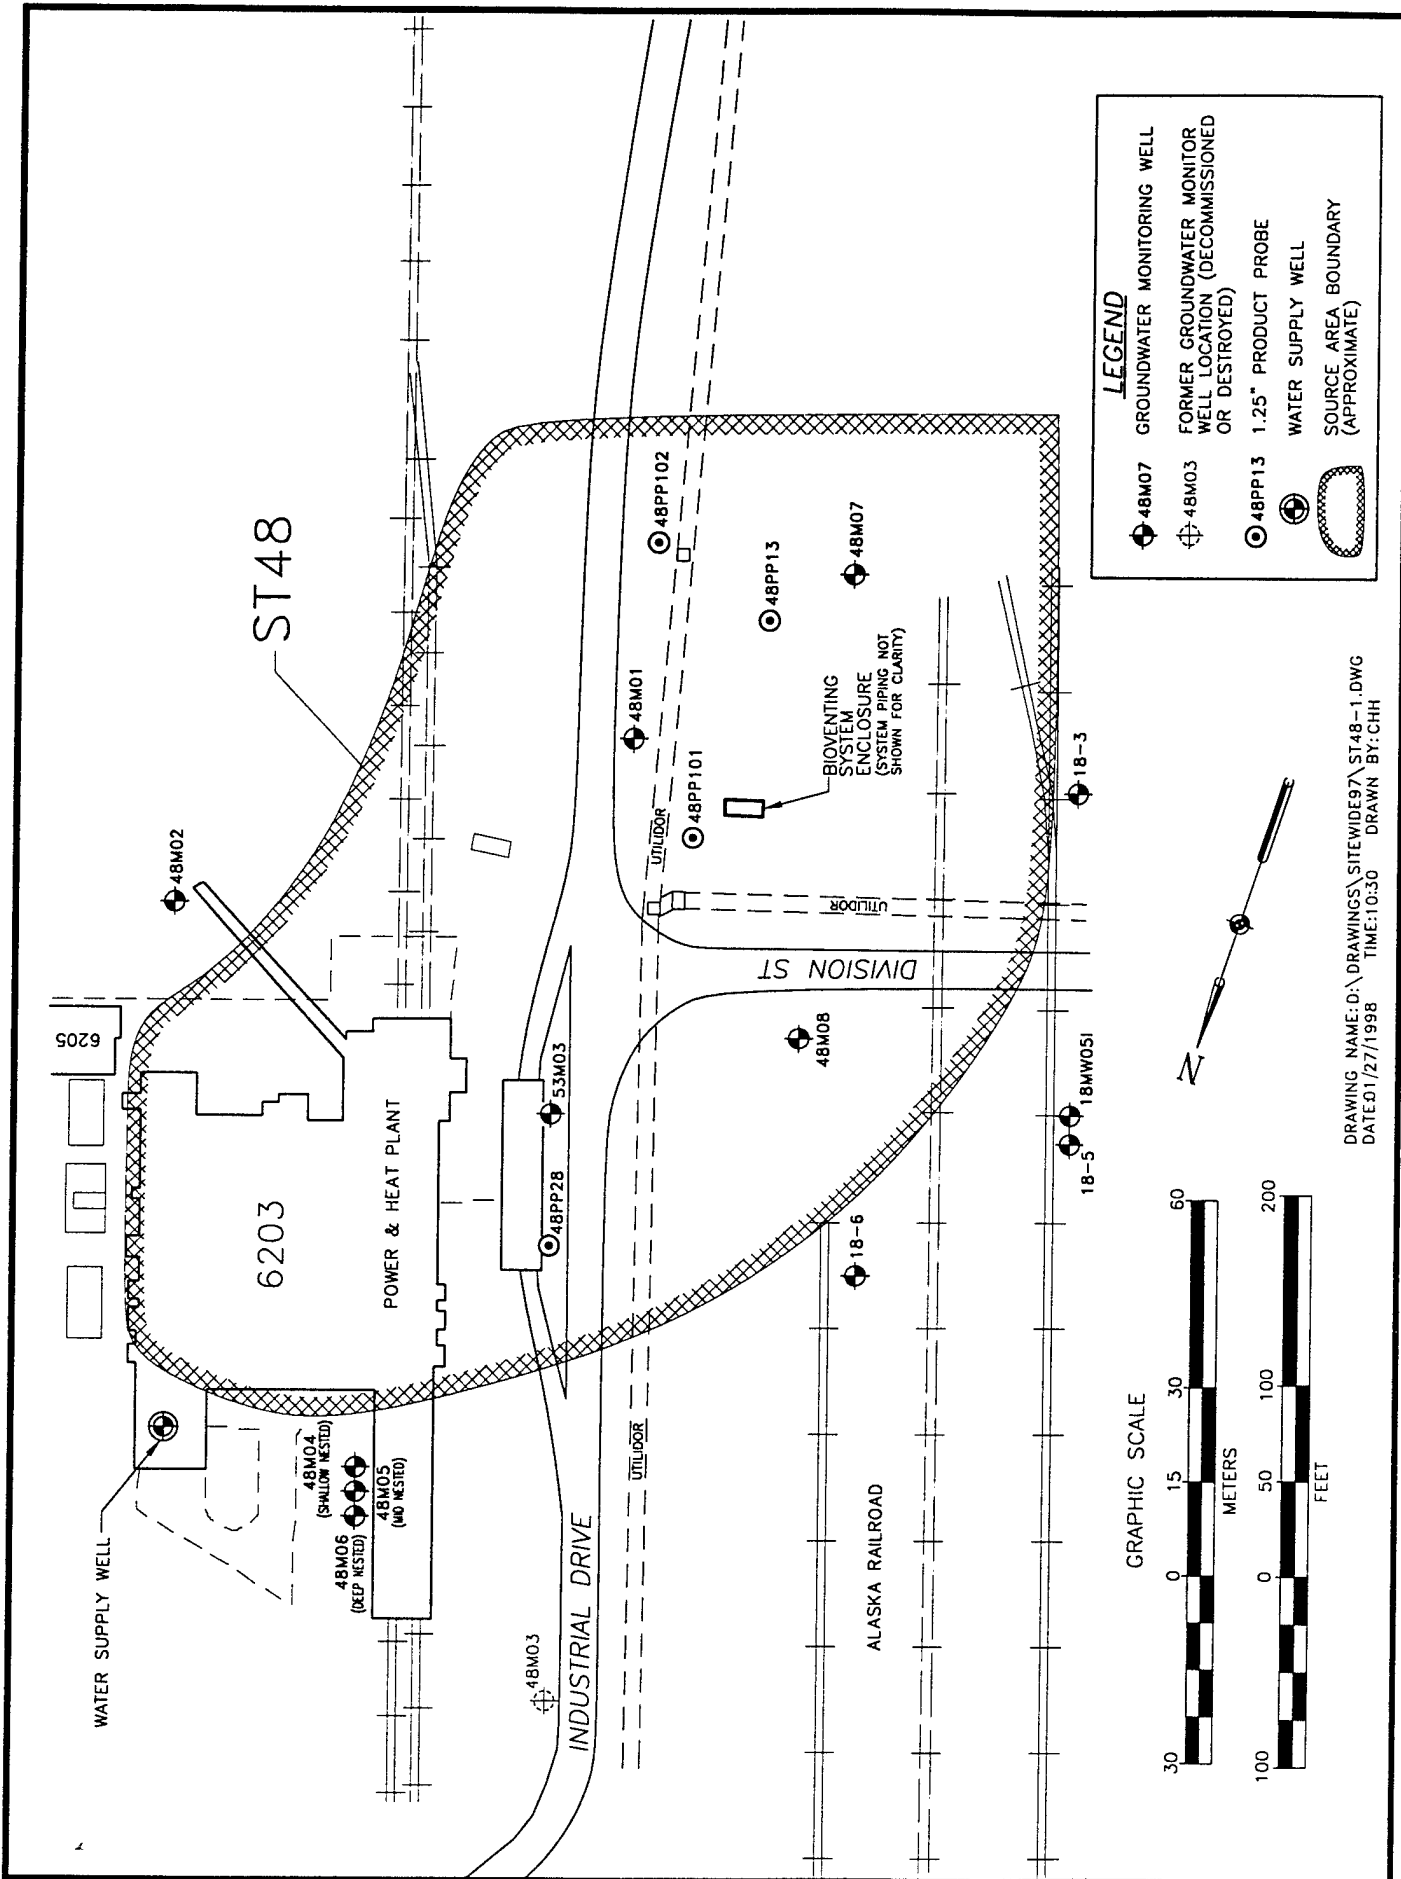 WATER SUPPLY WELL
6205
6203
POWER & HEAT PLANT
48M04
(SHALLOW NESTED)
48M05
(MID NESTED)
48M06
(DEEP NESTED)
48M02
ST48
48M03
INDUSTRIAL DRIVE
48PP28
53M03
UTILIDOR
UTILIDOR
UTILIDOR
DIVISION ST
48M01
48PP101
48PP102
48PP13
48M07
BIOVENTING
SYSTEM
ENCLOSURE
(SYSTEM PIPING NOT
SHOWN FOR CLARITY)
48M08
18-6
ALASKA RAILROAD
18-5
18MW05I
18-3
N
GRAPHIC SCALE
30 0 15 30 60
METERS
100 0 50 100 200
FEET
LEGEND
48M07 GROUNDWATER MONITORING WELL
48M03 FORMER GROUNDWATER MONITOR
WELL LOCATION (DECOMMISSIONED
OR DESTROYED)
48PP13 1.25" PRODUCT PROBE
WATER SUPPLY WELL
SOURCE AREA BOUNDARY
(APPROXIMATE)
DRAWING NAME:D:\DRAWINGS\SITEWIDE97\ST48-1.DWG
DATE:01/27/1998 TIME:10:30 DRAWN BY:CHH